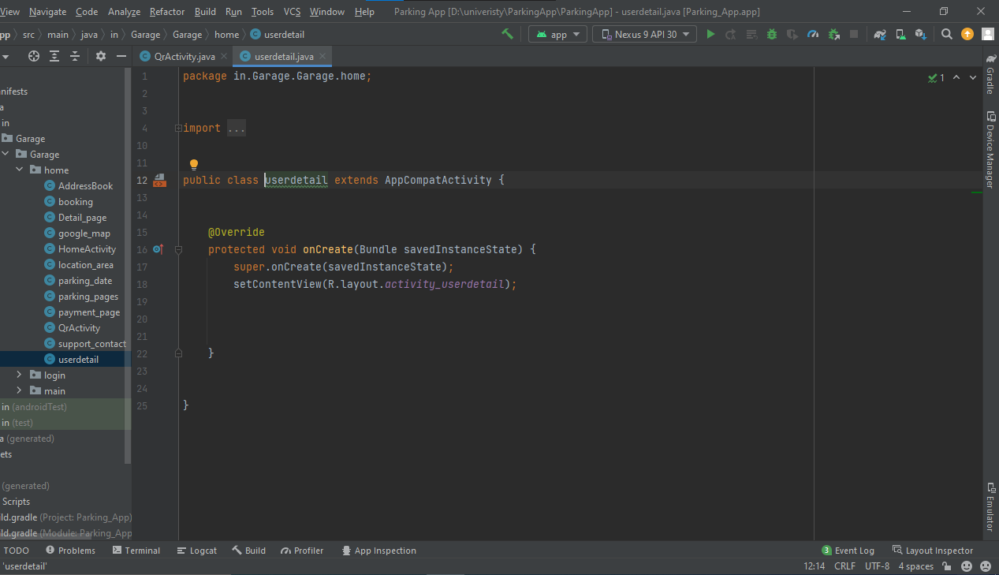 View Navigate Code Analyze Refactor Build Run Tools VCS Window Help Parking App [D:\univeristy\ParkingApp\ParkingApp] - userdetail.java [Parking_App.app]
pp src main java in Garage Garage home userdetail app Nexus 9 API 30
QrActivity.java userdetail.java
1 package in.Garage.Garage.home;
2
3
4 import ...
10
11
12 public class userdetail extends AppCompatActivity {
13
14
15 @Override
16 protected void onCreate(Bundle savedInstanceState) {
17 super.onCreate(savedInstanceState);
18 setContentView(R.layout.activity_userdetail);
19
20
21
22 }
23
24
25 }
1
nifests
a
in
Garage
Garage
home
AddressBook
booking
Detail_page
google_map
HomeActivity
location_area
parking_date
parking_pages
payment_page
QrActivity
support_contact
userdetail
login
main
in (androidTest)
in (test)
a (generated)
ets
(generated)
Scripts
ild.gradle (Project: Parking_App)
ild.gradle (Module: Parking_App
Gradle
Device Manager
Emulator
TODO Problems Terminal Logcat Build Profiler App Inspection 3 Event Log Layout Inspector
'userdetail' 12:14 CRLF UTF-8 4 spaces